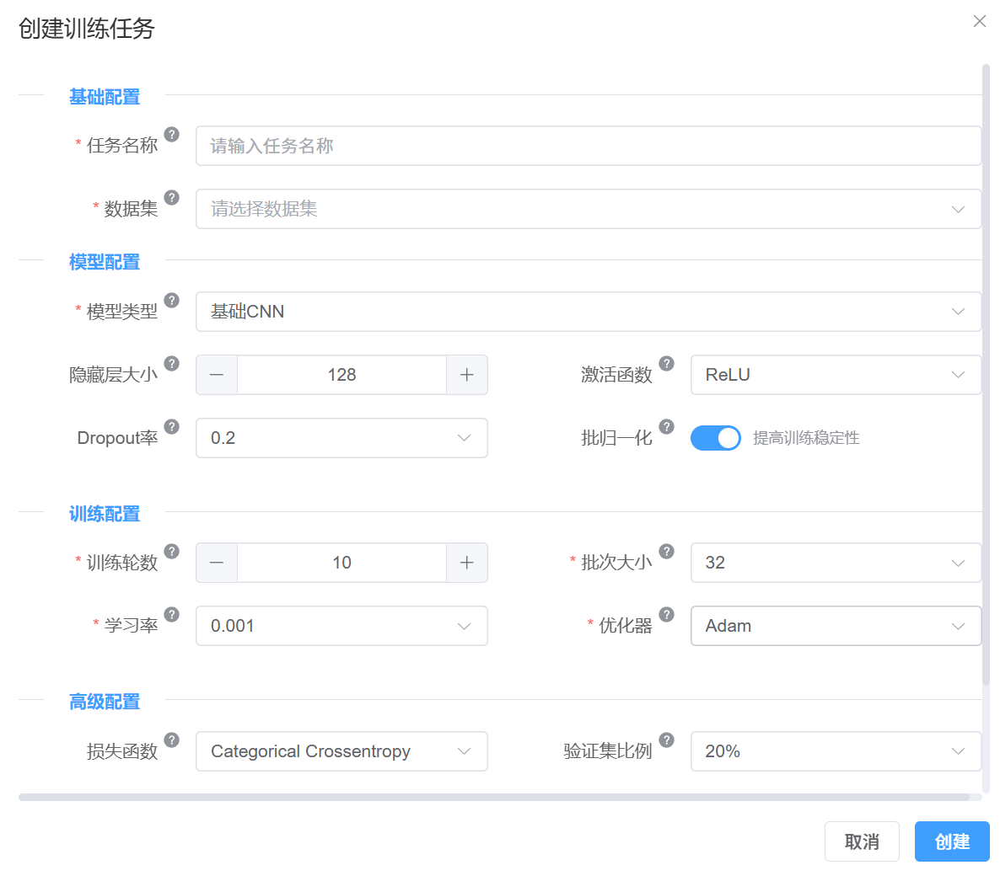 创建训练任务
基础配置
* 任务名称 ? 请输入任务名称
* 数据集 ? 请选择数据集
模型配置
* 模型类型 ? 基础CNN
隐藏层大小 ? 128 激活函数 ? ReLU
Dropout率 ? 0.2 批归一化 ? 提高训练稳定性
训练配置
* 训练轮数 ? 10 * 批次大小 ? 32
* 学习率 ? 0.001 * 优化器 ? Adam
高级配置
损失函数 ? Categorical Crossentropy 验证集比例 ? 20%
取消 创建